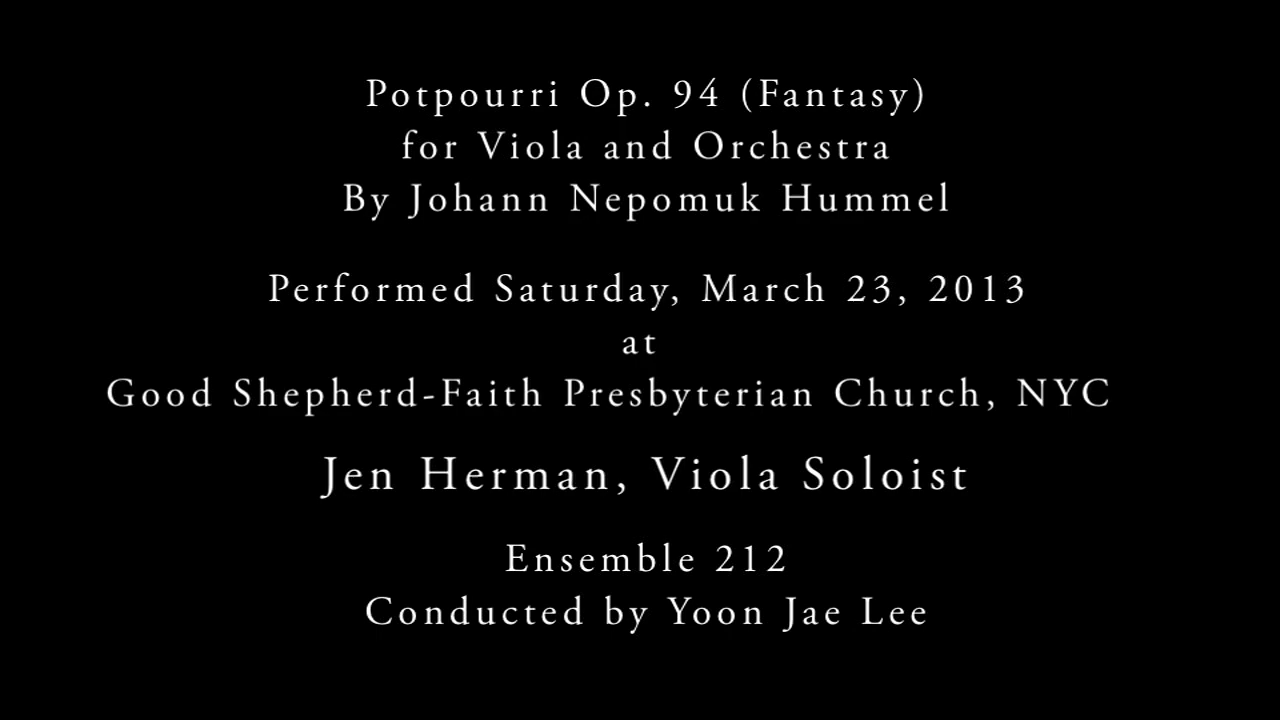 Potpourri Op. 94 (Fantasy)
for Viola and Orchestra
By Johann Nepomuk Hummel
Performed Saturday, March 23, 2013
at
Good Shepherd-Faith Presbyterian Church, NYC
Jen Herman, Viola Soloist
Ensemble 212
Conducted by Yoon Jae Lee